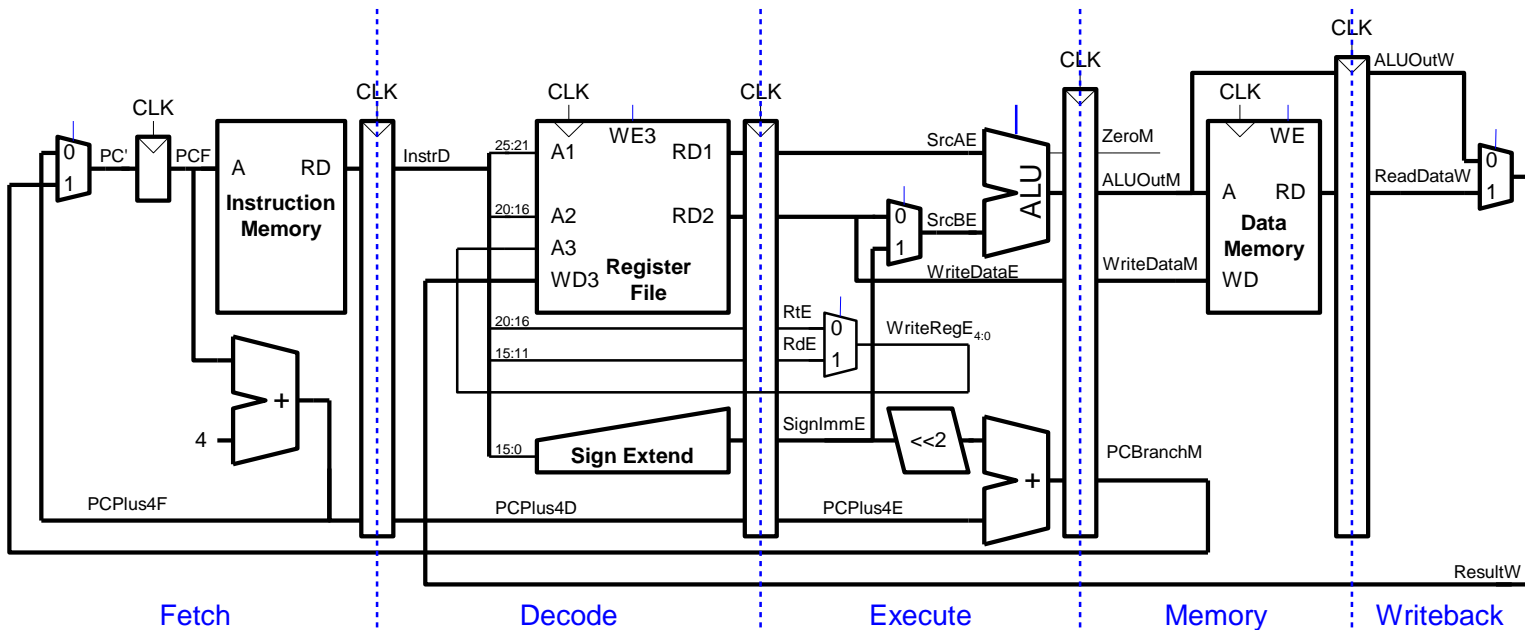 CLK
CLK
CLK
CLK
CLK
CLK
CLK
ALUOutW
0
1
PC'
PCF
A
RD
Instruction
Memory
InstrD
25:21
A1
WE3
RD1
20:16
A2
RD2
A3
WD3
Register
File
SrcAE
0
1
SrcBE
ALU
ZeroM
ALUOutM
WriteDataE
WriteDataM
WE
A
RD
Data
Memory
WD
ReadDataW
0
1
20:16
15:11
RtE
RdE
0
1
WriteRegE4:0
4
+
15:0
Sign Extend
SignImmE
<<2
+
PCBranchM
PCPlus4F
PCPlus4D
PCPlus4E
ResultW
Fetch
Decode
Execute
Memory
Writeback